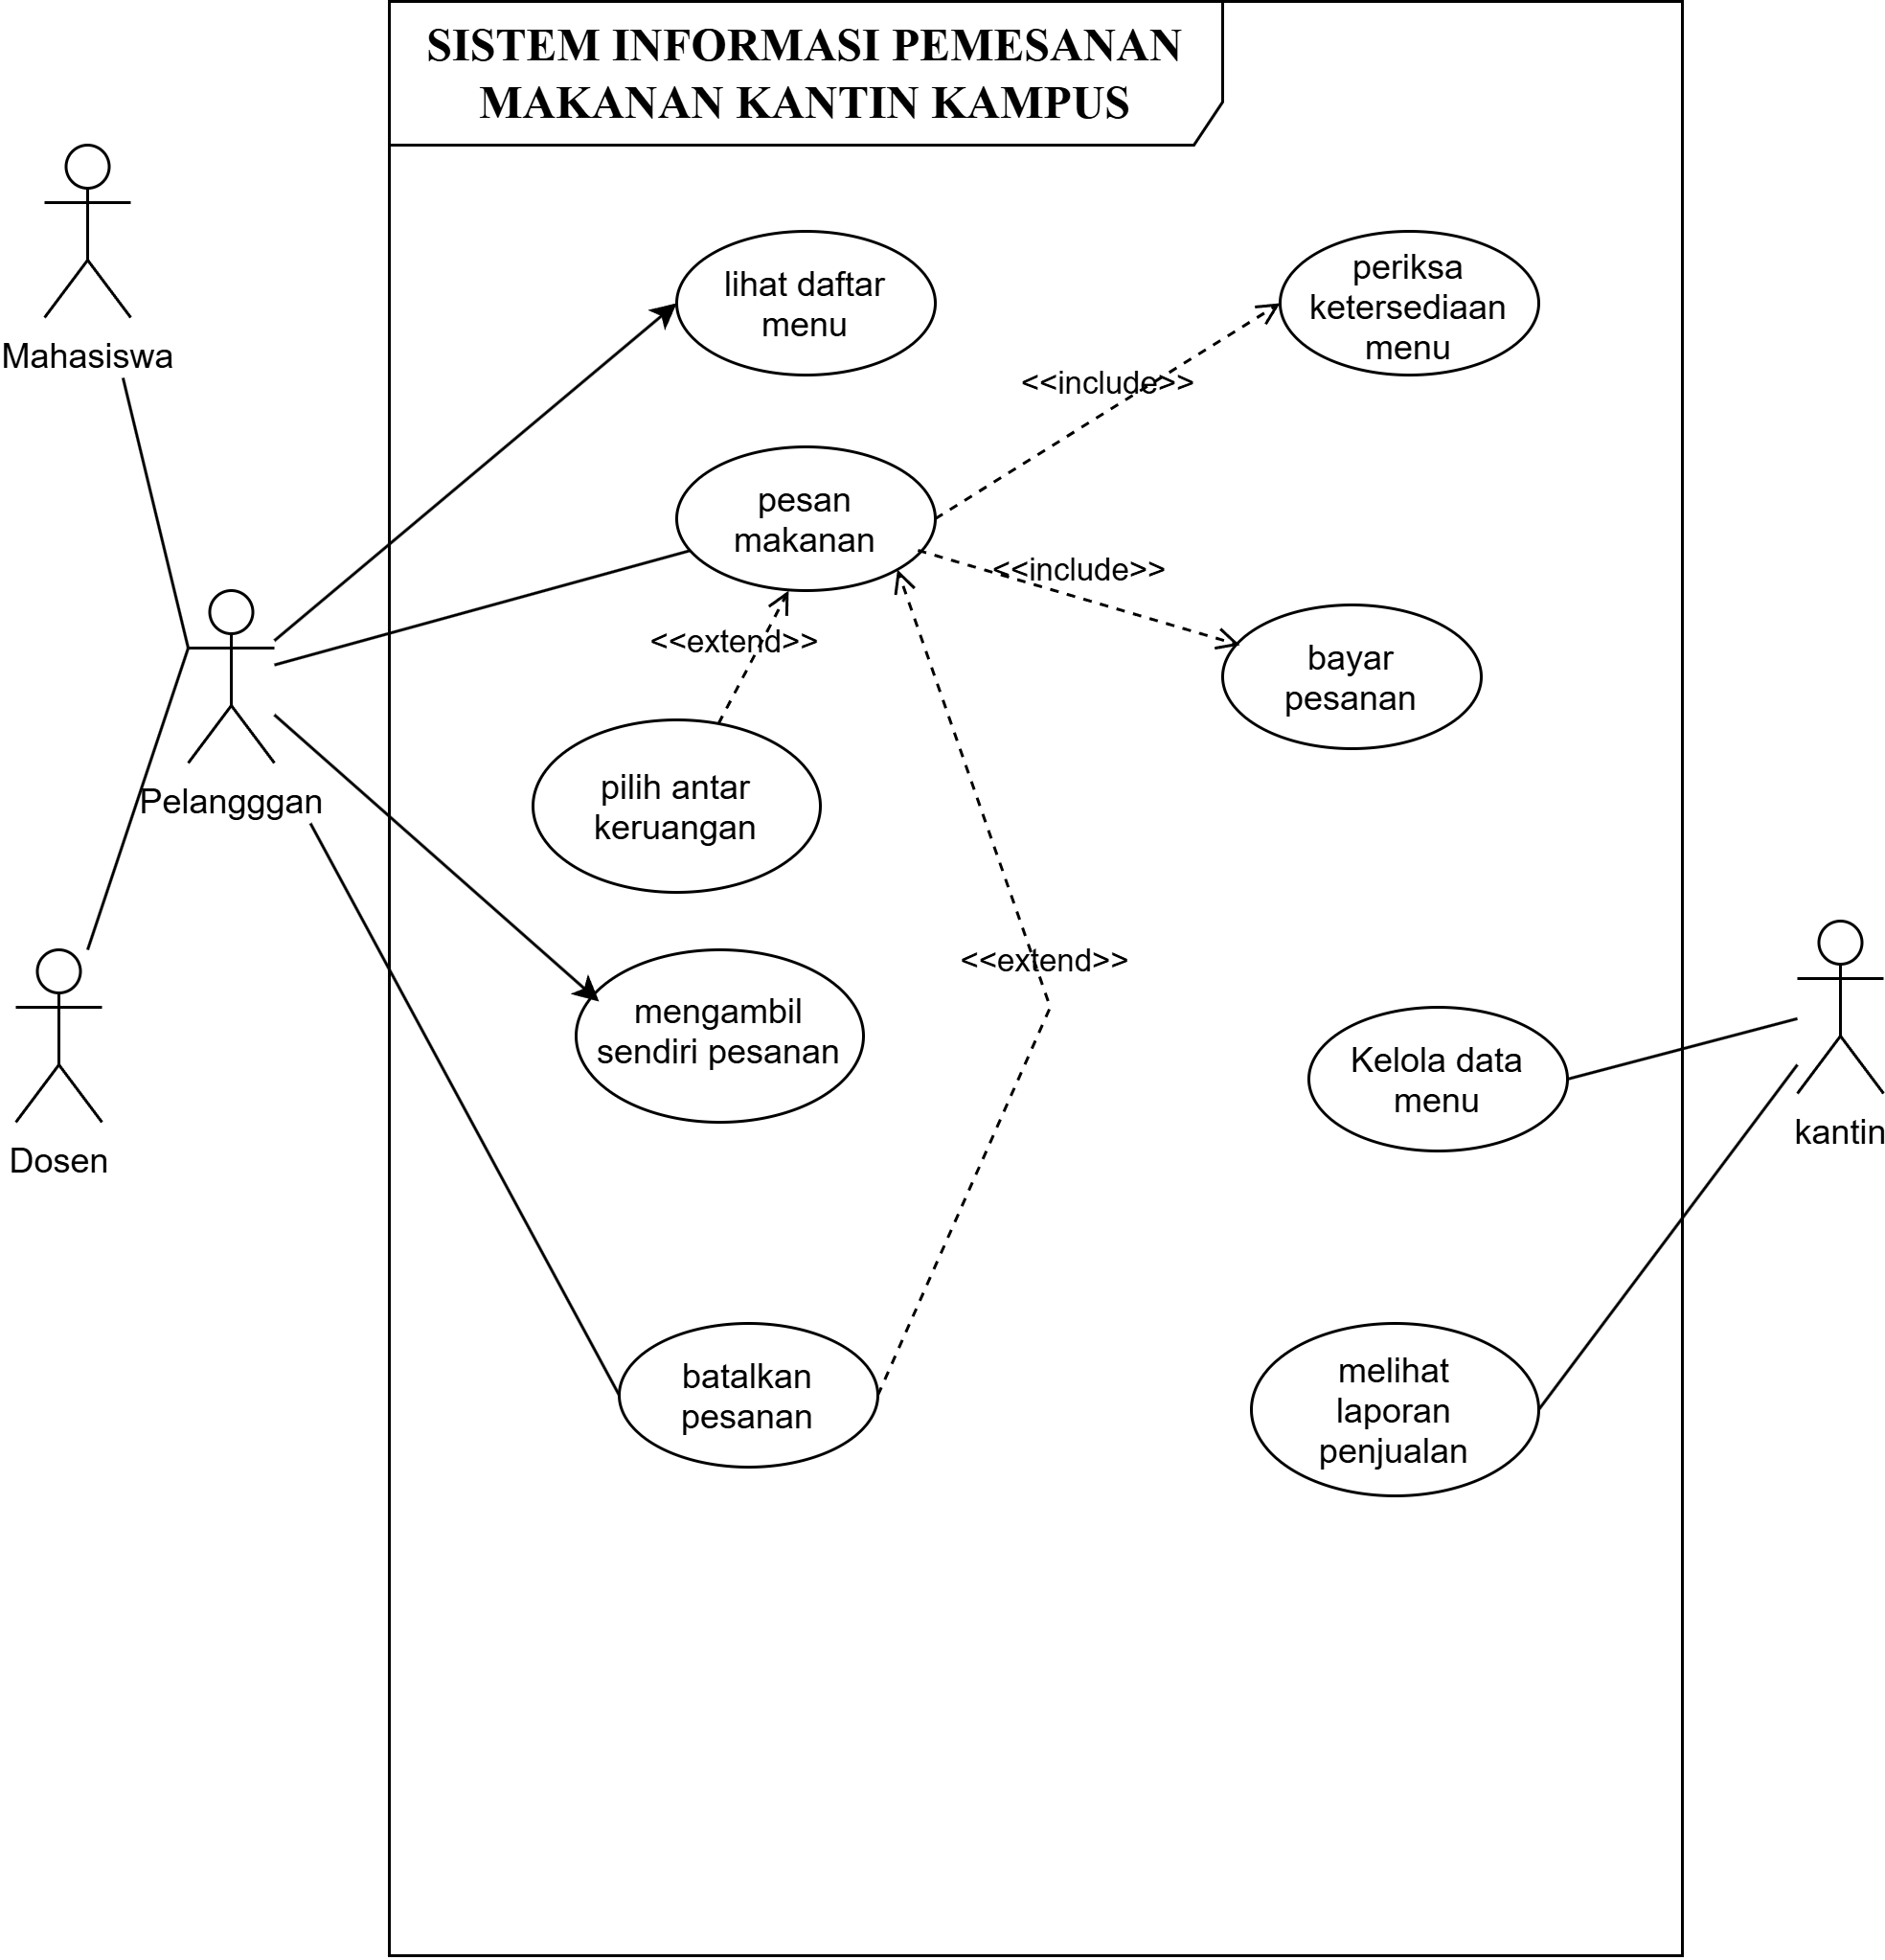 SISTEM INFORMASI PEMESANAN
MAKANAN KANTIN KAMPUS
Mahasiswa
lihat daftar
menu
periksa
ketersediaan
menu
<<include>>
pesan
makanan
<<include>>
<<extend>>
bayar
pesanan
Pelangggan
pilih antar
keruangan
<<extend>>
mengambil
sendiri pesanan
Kelola data
menu
kantin
Dosen
batalkan
pesanan
melihat
laporan
penjualan